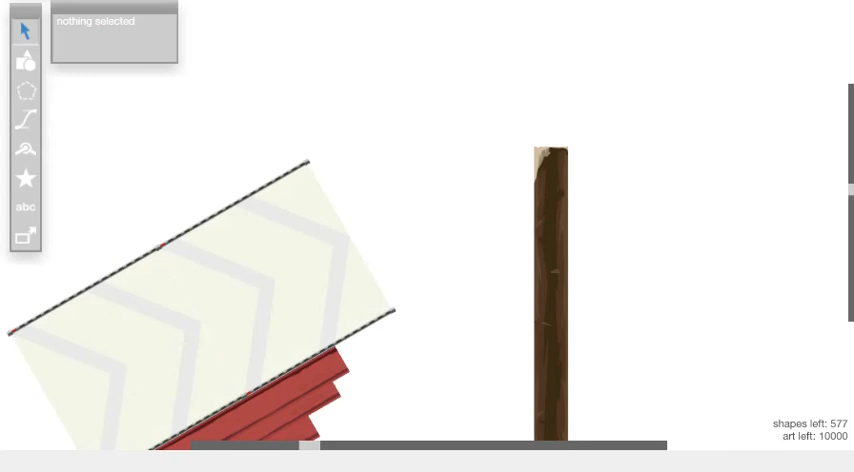 nothing selected
abc
shapes left: 577
art left: 10000